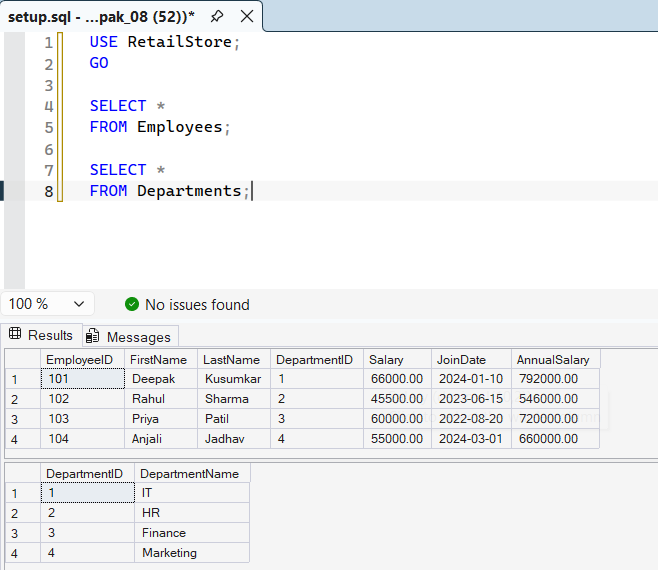 setup.sql - ...pak_08 (52))*
1 USE RetailStore;
2 GO
3
4 SELECT *
5 FROM Employees;
6
7 SELECT *
8 FROM Departments;
100 %
No issues found
Results Messages
EmployeeID FirstName LastName DepartmentID Salary JoinDate AnnualSalary
1 101 Deepak Kusumkar 1 66000.00 2024-01-10 792000.00
2 102 Rahul Sharma 2 45500.00 2023-06-15 546000.00
3 103 Priya Patil 3 60000.00 2022-08-20 720000.00
4 104 Anjali Jadhav 4 55000.00 2024-03-01 660000.00
DepartmentID DepartmentName
1 1 IT
2 2 HR
3 3 Finance
4 4 Marketing